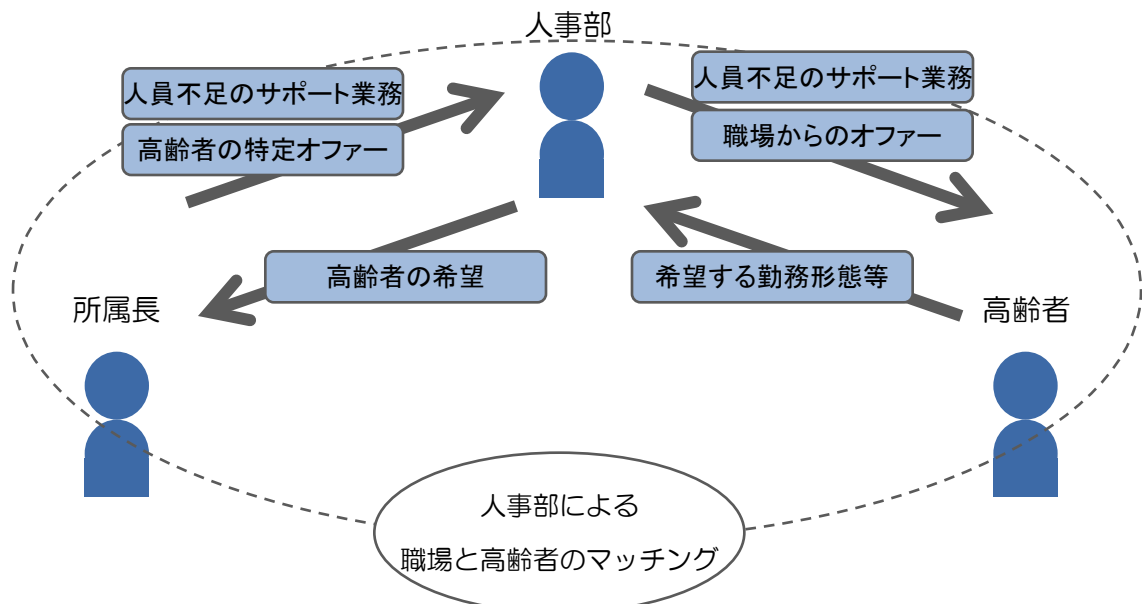 人事部
人員不足のサポート業務
高齢者の特定オファー
人員不足のサポート業務
職場からのオファー
高齢者の希望
希望する勤務形態等
所属長
高齢者
人事部による
職場と高齢者のマッチング